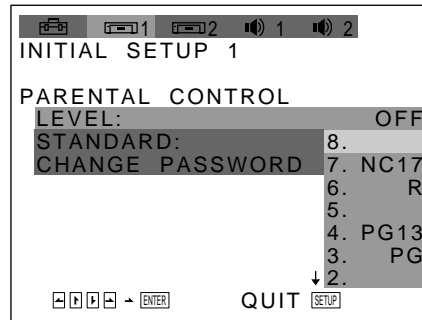 1 2 1 2
INITIAL SETUP 1
PARENTAL CONTROL
LEVEL: OFF
STANDARD: 8.
CHANGE PASSWORD 7. NC17
6. R
5.
4. PG13
3. PG
2.
ENTER QUIT SETUP